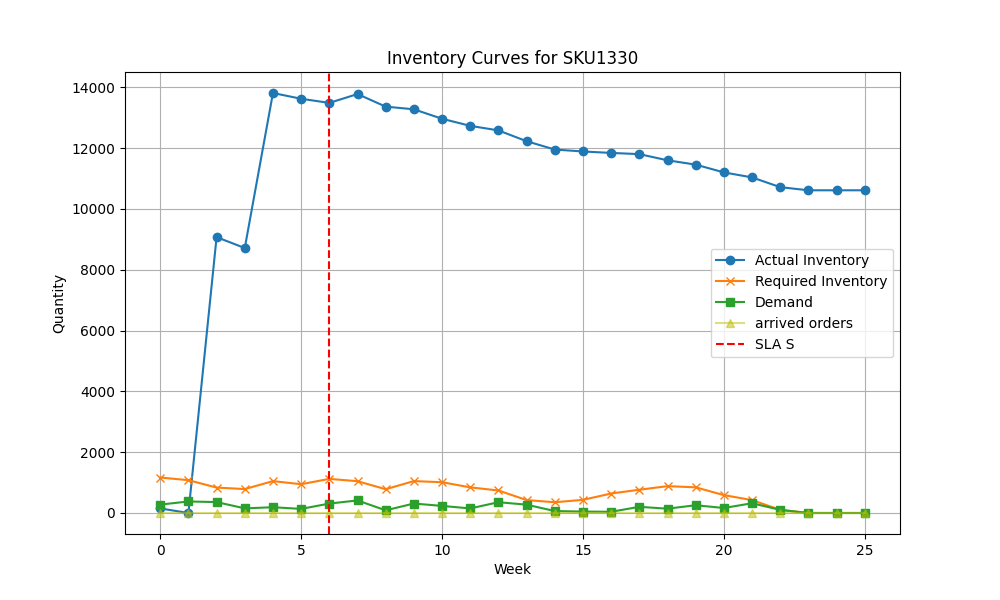 Inventory Curves for SKU1330
14000
12000
10000
8000
6000
4000
2000
0
Quantity
Actual Inventory
Required Inventory
Demand
arrived orders
SLA S
0 5 10 15 20 25
Week